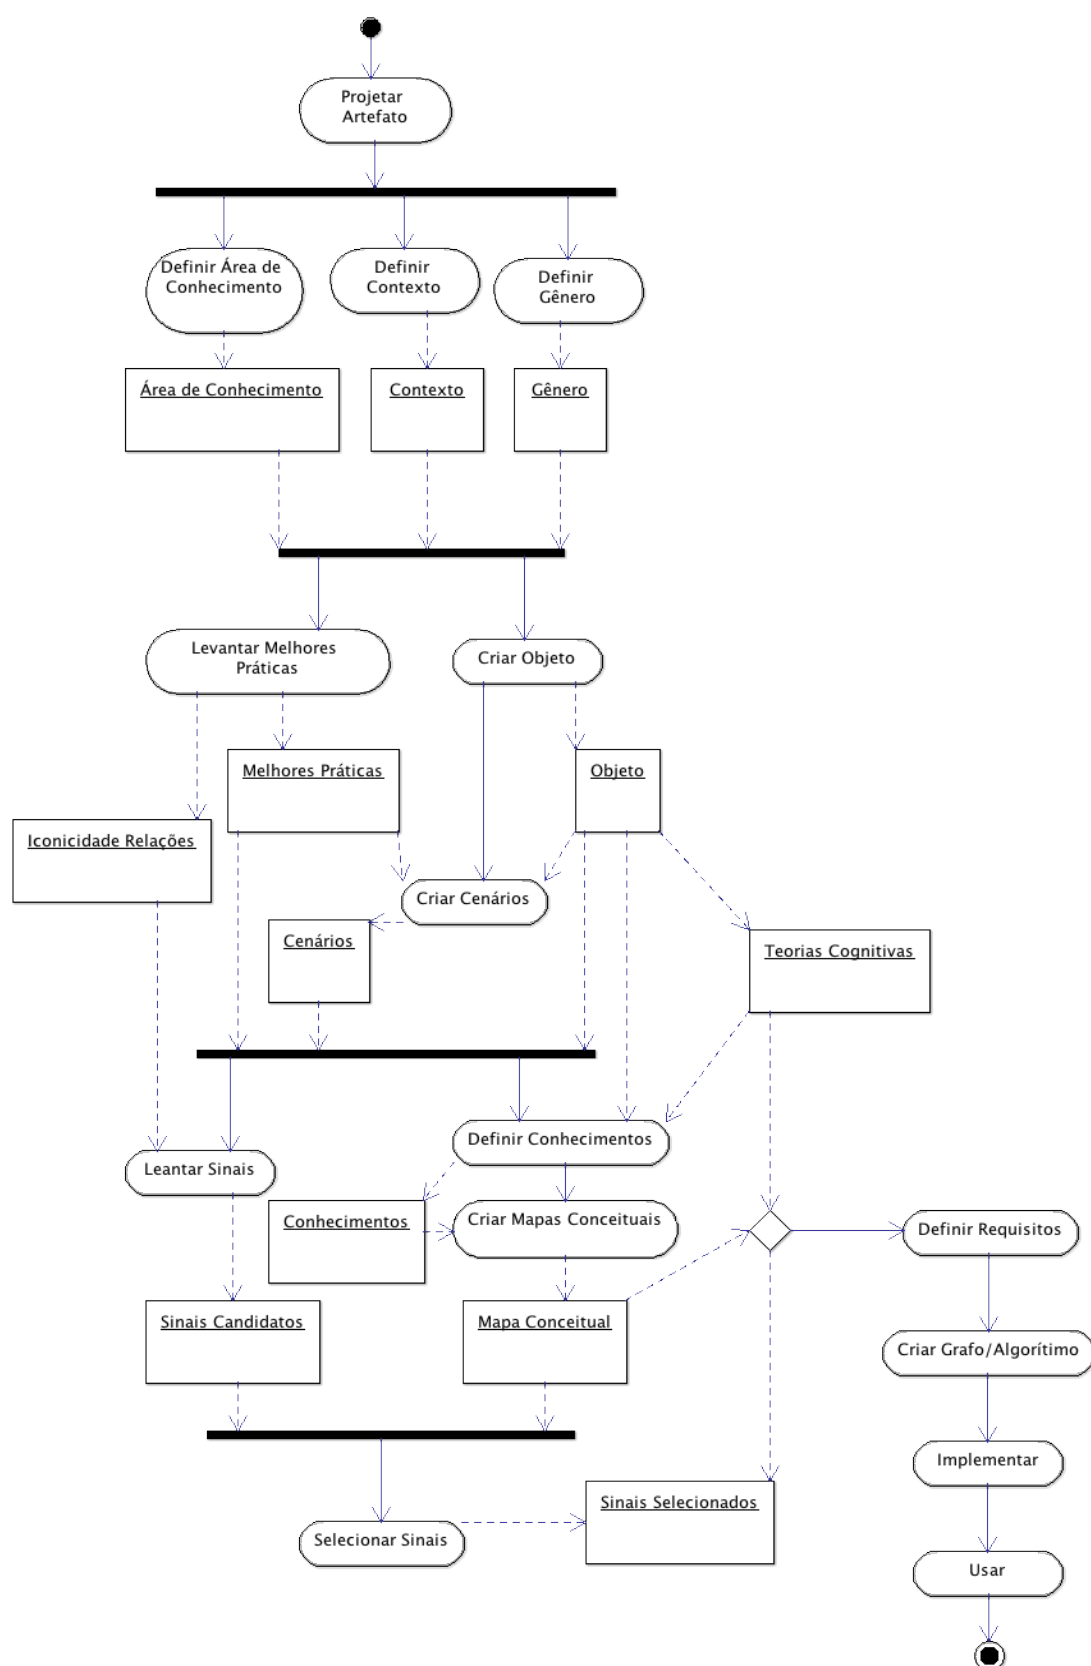 Projetar
Artefato
Definir Área de
Conhecimento
Definir
Contexto
Definir
Gênero
Área de Conhecimento
Contexto
Gênero
Levantar Melhores
Práticas
Criar Objeto
Melhores Práticas
Objeto
Iconicidade Relações
Criar Cenários
Cenários
Teorias Cognitivas
Definir Conhecimentos
Leantar Sinais
Conhecimentos
Criar Mapas Conceituais
Definir Requisitos
Sinais Candidatos
Mapa Conceitual
Criar Grafo/Algorítimo
Implementar
Sinais Selecionados
Selecionar Sinais
Usar